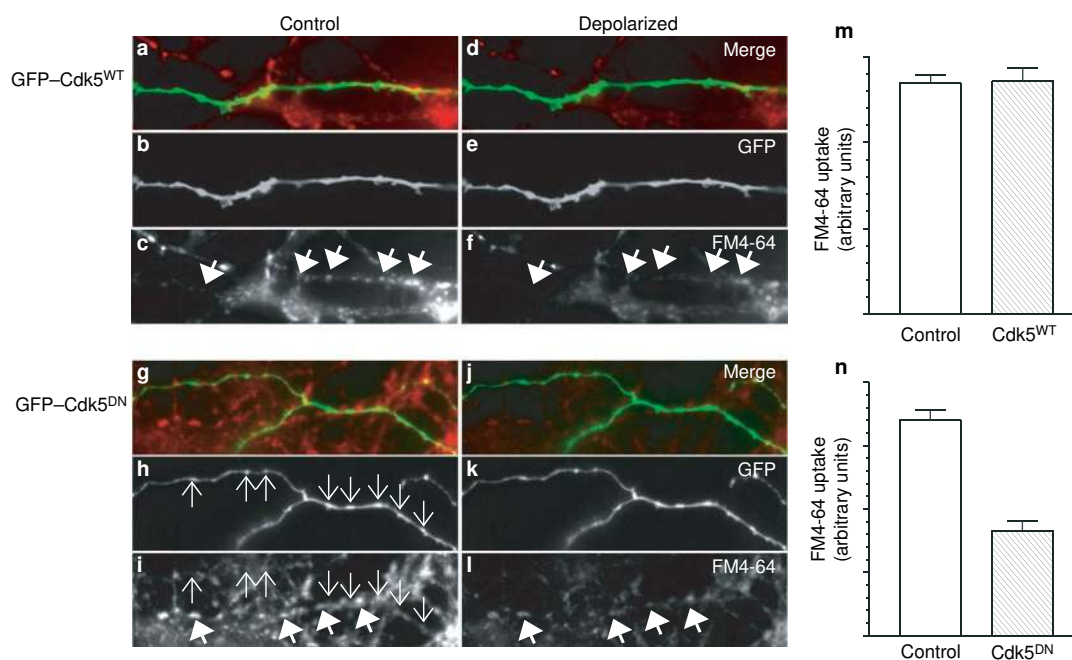 Control
Depolarized
GFP–Cdk5WT
a
d
Merge
b
e
GFP
c
f
FM4-64
m
FM4-64 uptake
(arbitrary units)
Control
Cdk5WT
GFP–Cdk5DN
g
j
Merge
h
k
GFP
i
l
FM4-64
n
FM4-64 uptake
(arbitrary units)
Control
Cdk5DN